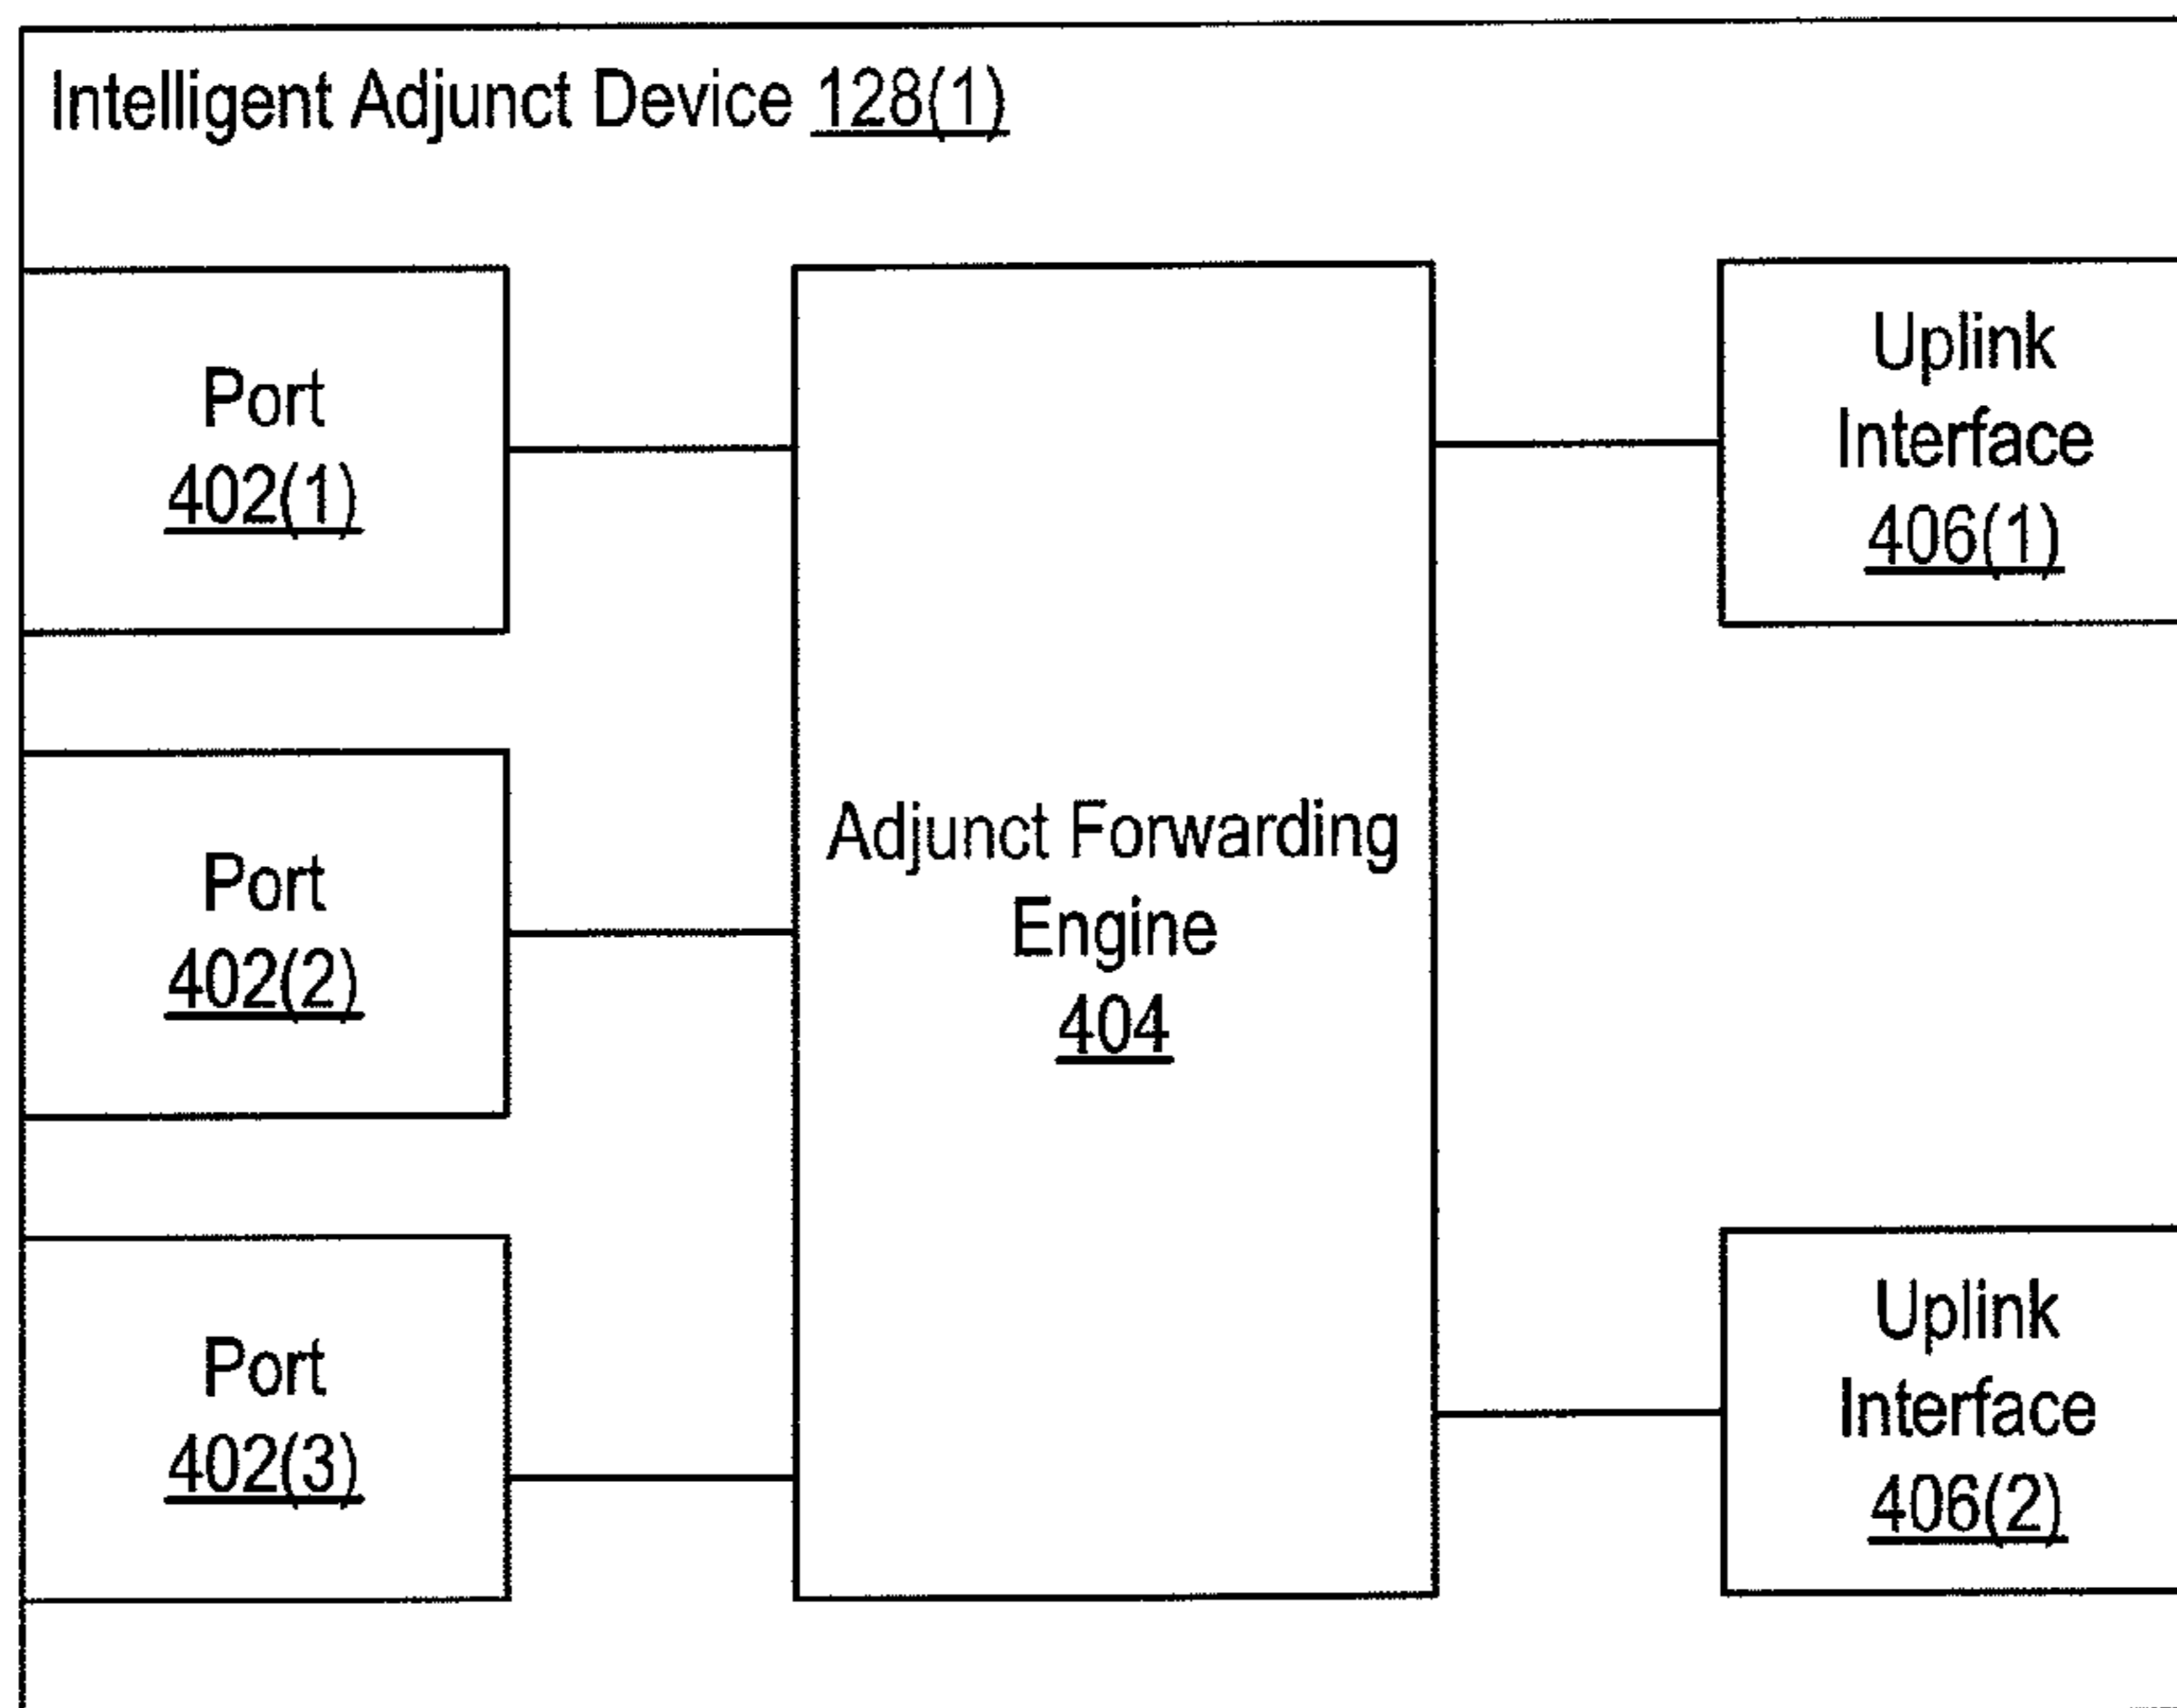 Intelligent Adjunct Device 128(1)
Port
402(1)
Port
402(2)
Port
402(3)
Adjunct Forwarding
Engine
404
Uplink
Interface
406(1)
Uplink
Interface
406(2)